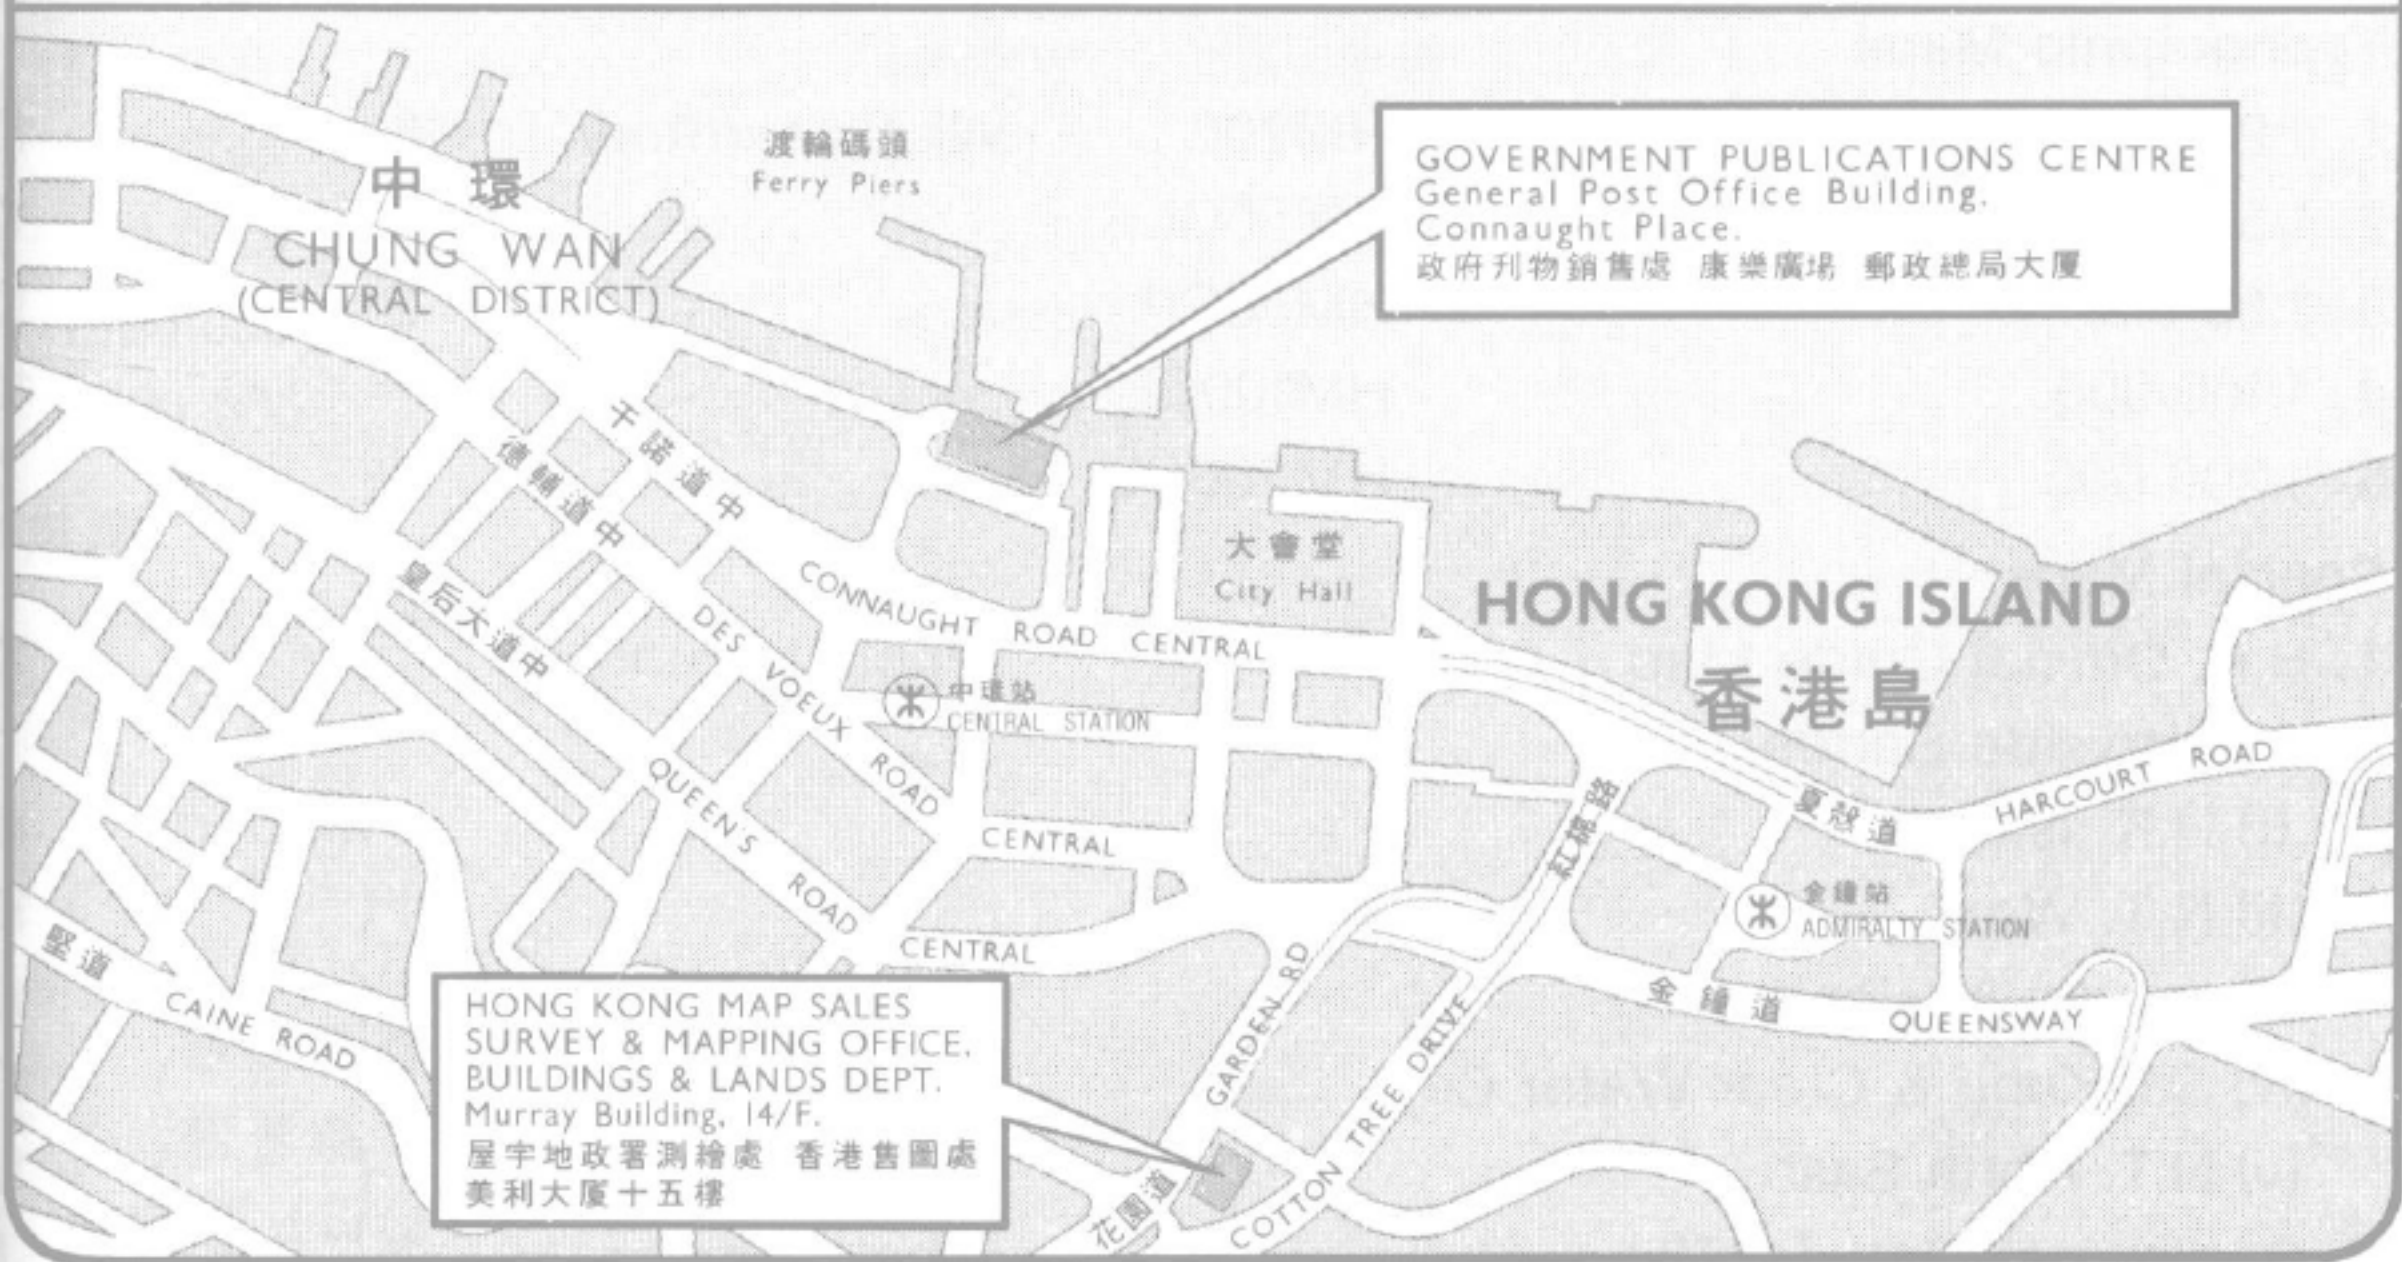 渡輪碼頭
Ferry Piers
中環
CHUNG WAN
(CENTRAL DISTRICT)
GOVERNMENT PUBLICATIONS CENTRE
General Post Office Building,
Connaught Place.
政府刊物銷售處 康樂廣場 郵政總局大厦
干諾道中
德輔道中
皇后大道中
CONNAUGHT ROAD CENTRAL
DES VOEUX ROAD CENTRAL
QUEEN'S ROAD CENTRAL
大會堂
City Hall
HONG KONG ISLAND
香港島
中環站
CENTRAL STATION
紅棉路
夏慤道
HARCOURT ROAD
金鐘站
ADMIRALTY STATION
金鐘道
QUEENSWAY
堅道
CAINE ROAD
GARDEN RD
花園道
COTTON TREE DRIVE
HONG KONG MAP SALES
SURVEY & MAPPING OFFICE,
BUILDINGS & LANDS DEPT.
Murray Building, 14/F.
屋宇地政署測繪處 香港售圖處
美利大厦十五樓